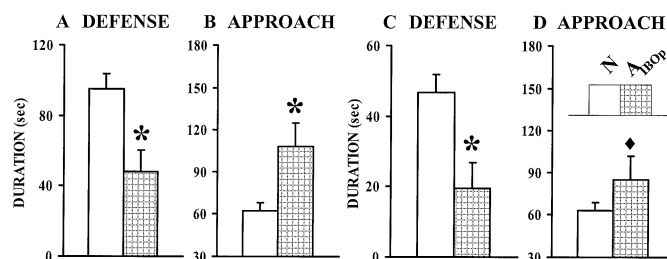 A DEFENSE
B APPROACH
C DEFENSE
D APPROACH
DURATION (sec)
120
80
40
0
180
150
120
90
60
30
DURATION (sec)
60
40
20
0
180
150
120
90
60
30
N
A IBOp